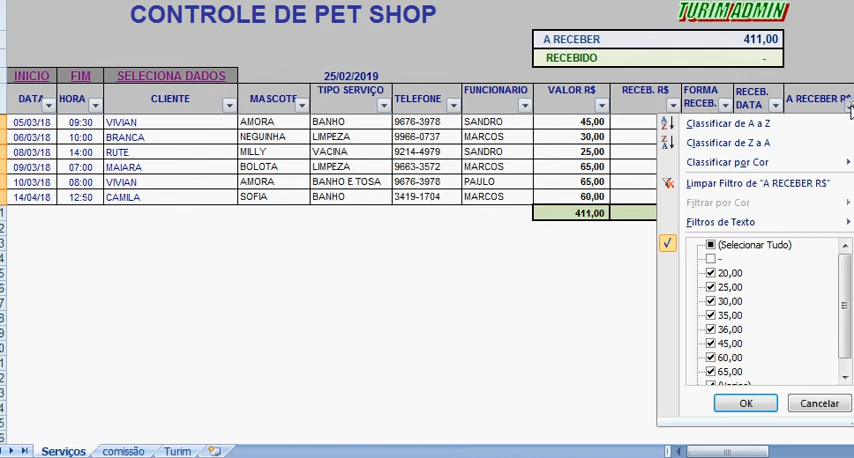 CONTROLE DE PET SHOP
TURIMADMIN
A RECEBER 411,00
RECEBIDO -
INICIO FIM SELECIONA DADOS 25/02/2019
DATA HORA CLIENTE MASCOTE TIPO SERVIÇO TELEFONE FUNCIONARIO VALOR R$ RECEB. R$ FORMA RECEB. RECEB. DATA A RECEBER R$
05/03/18 09:30 VIVIAN AMORA BANHO 9676-3978 SANDRO 45,00
06/03/18 10:00 BRANCA NEGUINHA LIMPEZA 9966-0737 MARCOS 30,00
08/03/18 14:00 RUTE MILLY VACINA 9214-4979 SANDRO 25,00
09/03/18 07:00 MAIARA BOLOTA LIMPEZA 9663-3572 MARCOS 65,00
10/03/18 08:00 VIVIAN AMORA BANHO E TOSA 9676-3978 PAULO 65,00
14/04/18 12:50 CAMILA SOFIA BANHO 3419-1704 MARCOS 60,00
411,00
Classificar de A a Z
Classificar de Z a A
Classificar por Cor
Limpar Filtro de "A RECEBER R$"
Filtrar por Cor
Filtros de Texto
(Selecionar Tudo)
-
20,00
25,00
30,00
35,00
36,00
45,00
60,00
65,00
OK Cancelar
Serviços comissão Turim